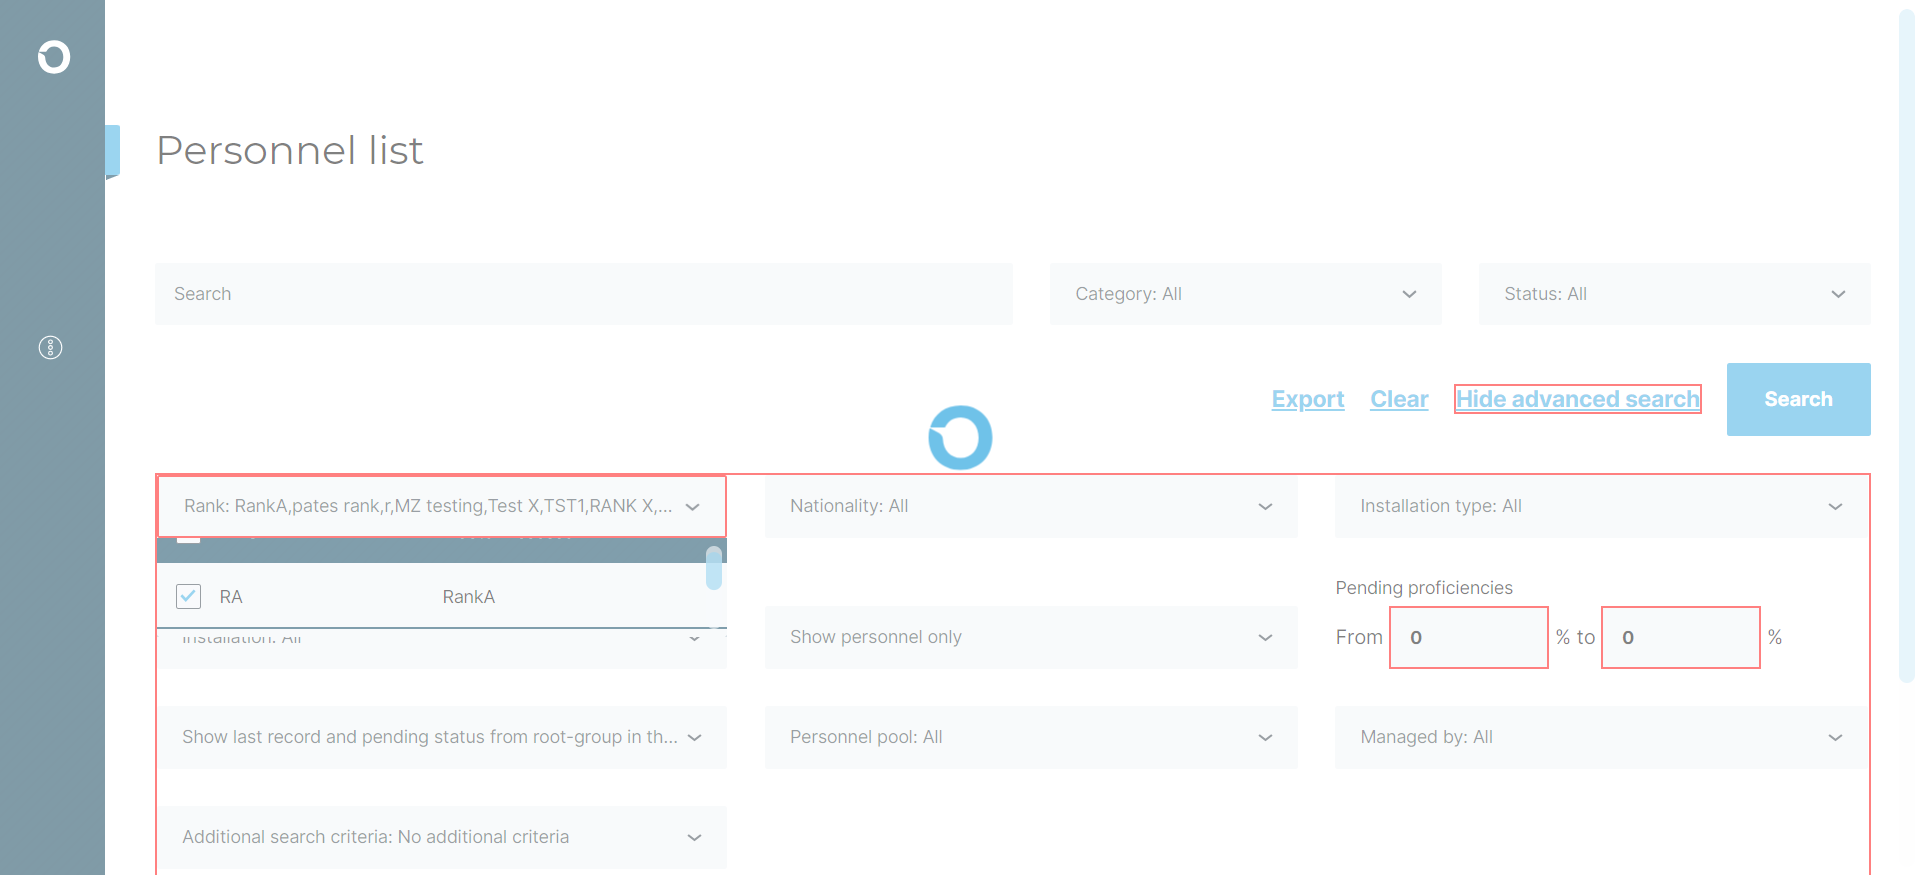 Personnel list
Search
Category: All
Status: All
Export
Clear
Hide advanced search
Search
Rank: RankA,pates rank,r,MZ testing,Test X,TST1,RANK X,...
Nationality: All
Installation type: All
RA RankA
Pending proficiencies
Installation: All
Show personnel only
From 0 % to 0 %
Show last record and pending status from root-group in th...
Personnel pool: All
Managed by: All
Additional search criteria: No additional criteria